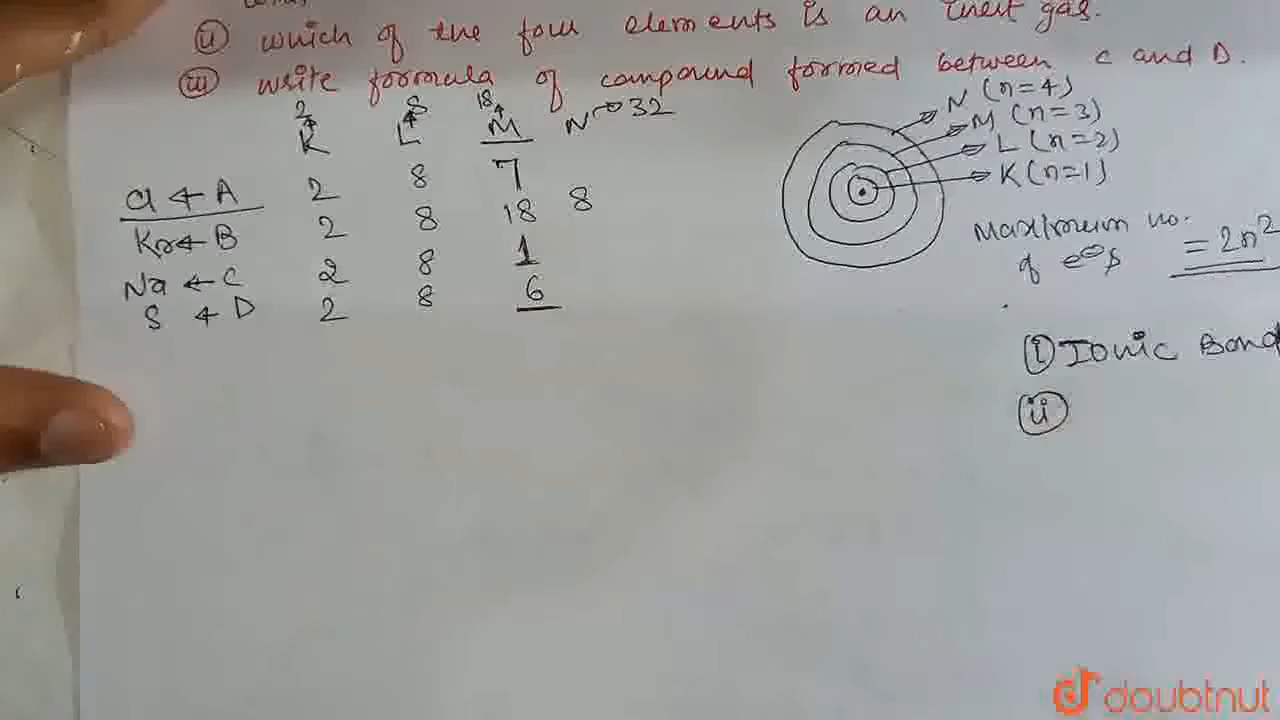 (ii) which of the four elements is an inert gas.
(iii) write formula of compound formed between C and D.
2 8 18
K L M N → 32
Cl ← A 2 8 7
Kr ← B 2 8 18 8
Na ← C 2 8 1
S ← D 2 8 6
N (n=4)
M (n=3)
L (n=2)
K (n=1)
Maximum no.
of e⊖s = 2n²
(i) Ionic Bond
(ii)
doubtnut